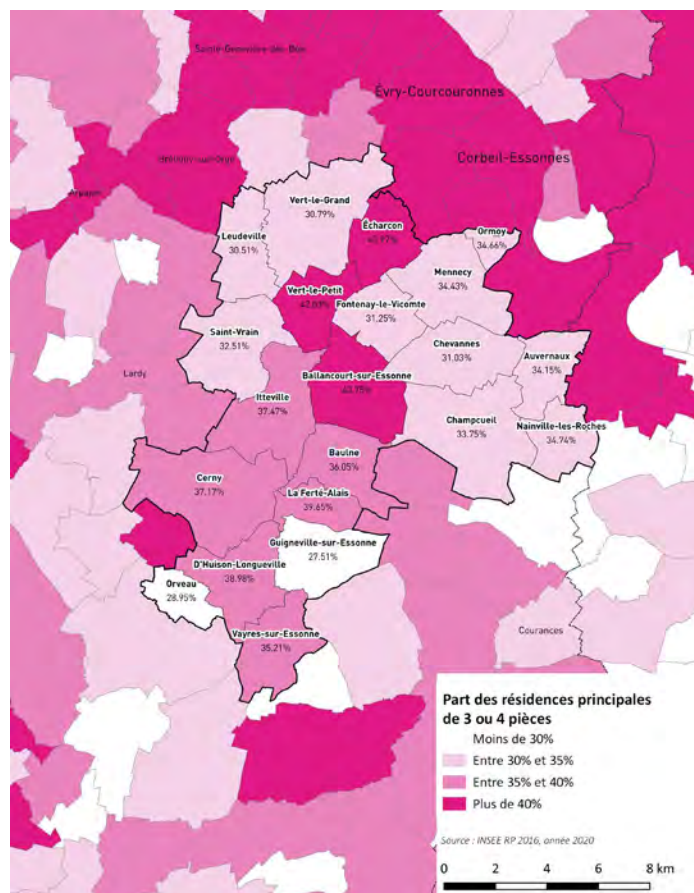 Sainte-Geneviève-des-Bois
Évry-Courcouronnes
Brétigny-sur-Orge
Corbeil-Essonnes
Arpajon
Vert-le-Grand
30.79%
Écharcon
Leudeville
30.51%
Ormoy
34.66%
Mennecy
34.43%
Vert-le-Petit
Fontenay-le-Vicomte
31.25%
Saint-Vrain
32.51%
Chevannes
31.03%
Auvernaux
34.15%
Lardy
Ballancourt-sur-Essonne
Itteville
37.47%
Champcueil
33.75%
Nainville-les-Roches
34.74%
Baulne
36.05%
Cerny
37.17%
La Ferté-Alais
39.65%
Guigneville-sur-Essonne
27.51%
D'Huison-Longueville
38.98%
Orveau
28.95%
Vayres-sur-Essonne
35.21%
Courances
Part des résidences principales
de 3 ou 4 pièces
Moins de 30%
Entre 30% et 35%
Entre 35% et 40%
Plus de 40%
Source : INSEE RP 2016, année 2020
0 2 4 6 8 km